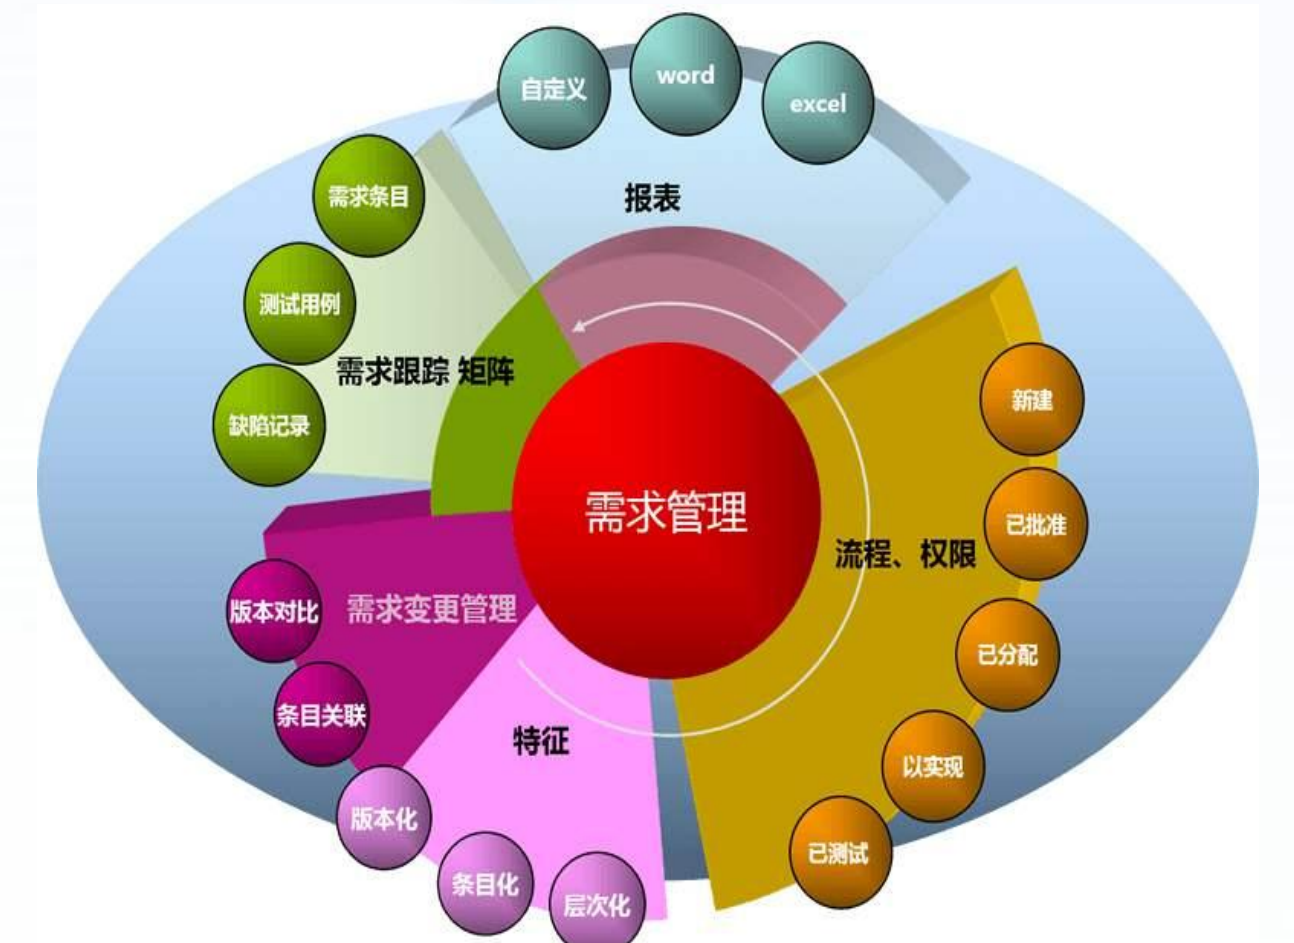 自定义
word
excel
报表
需求条目
测试用例
缺陷记录
需求跟踪 矩阵
需求管理
新建
已批准
已分配
以实现
已测试
流程、权限
版本对比
条目关联
需求变更管理
特征
版本化
条目化
层次化